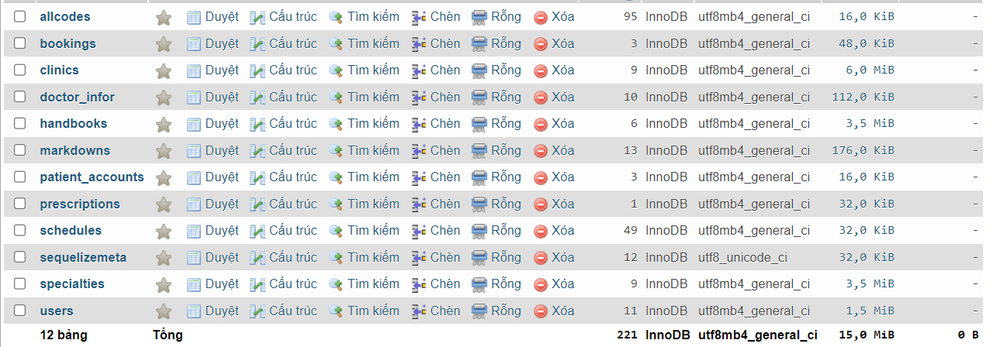 allcodes Duyệt Cấu trúc Tìm kiếm Chèn Rỗng Xóa 95 InnoDB utf8mb4_general_ci 16,0 KiB -
bookings Duyệt Cấu trúc Tìm kiếm Chèn Rỗng Xóa 3 InnoDB utf8mb4_general_ci 48,0 KiB -
clinics Duyệt Cấu trúc Tìm kiếm Chèn Rỗng Xóa 9 InnoDB utf8mb4_general_ci 6,0 MiB -
doctor_infor Duyệt Cấu trúc Tìm kiếm Chèn Rỗng Xóa 10 InnoDB utf8mb4_general_ci 112,0 KiB -
handbooks Duyệt Cấu trúc Tìm kiếm Chèn Rỗng Xóa 6 InnoDB utf8mb4_general_ci 3,5 MiB -
markdowns Duyệt Cấu trúc Tìm kiếm Chèn Rỗng Xóa 13 InnoDB utf8mb4_general_ci 176,0 KiB -
patient_accounts Duyệt Cấu trúc Tìm kiếm Chèn Rỗng Xóa 3 InnoDB utf8mb4_general_ci 16,0 KiB -
prescriptions Duyệt Cấu trúc Tìm kiếm Chèn Rỗng Xóa 1 InnoDB utf8mb4_general_ci 32,0 KiB -
schedules Duyệt Cấu trúc Tìm kiếm Chèn Rỗng Xóa 49 InnoDB utf8mb4_general_ci 32,0 KiB -
sequelizemeta Duyệt Cấu trúc Tìm kiếm Chèn Rỗng Xóa 12 InnoDB utf8_unicode_ci 32,0 KiB -
specialties Duyệt Cấu trúc Tìm kiếm Chèn Rỗng Xóa 9 InnoDB utf8mb4_general_ci 3,5 MiB -
users Duyệt Cấu trúc Tìm kiếm Chèn Rỗng Xóa 11 InnoDB utf8mb4_general_ci 1,5 MiB -
12 bảng Tổng 221 InnoDB utf8mb4_general_ci 15,0 MiB 0 B